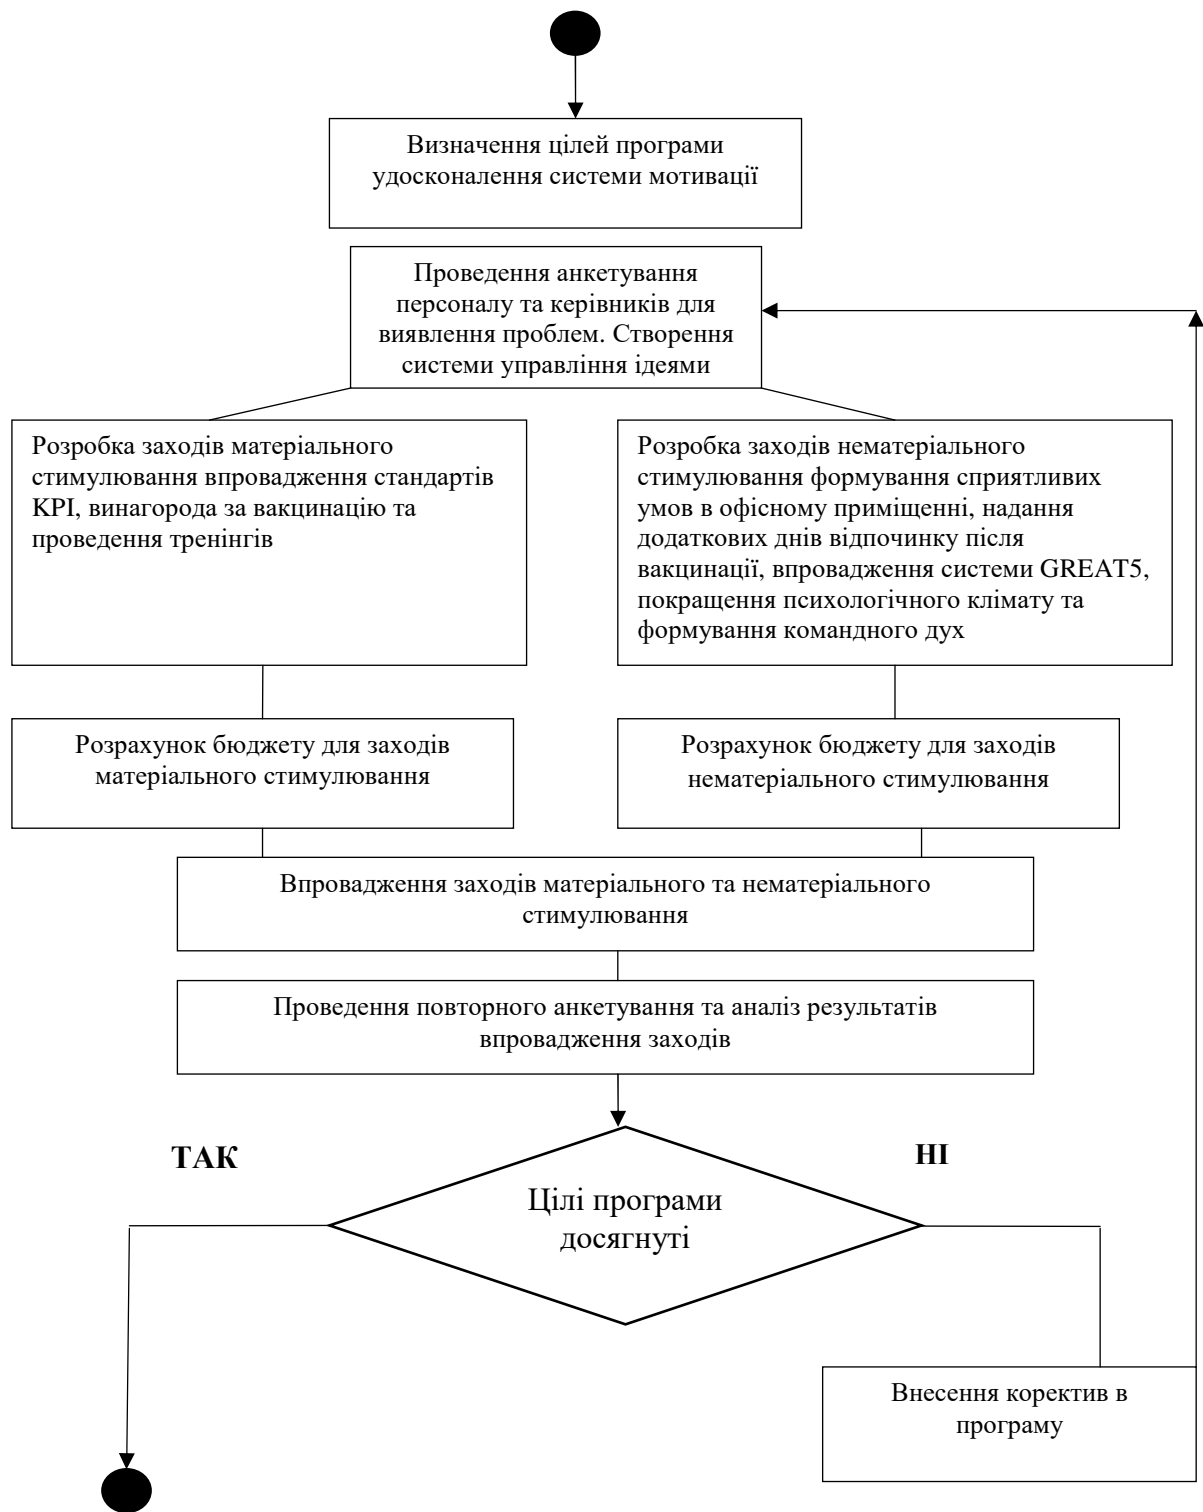 Визначення цілей програми
удосконалення системи мотивації
Проведення анкетування
персоналу та керівників для
виявлення проблем. Створення
системи управління ідеями
Розробка заходів матеріального
стимулювання впровадження стандартів
KPI, винагорода за вакцинацію та
проведення тренінгів
Розробка заходів нематеріального
стимулювання формування сприятливих
умов в офісному приміщенні, надання
додаткових днів відпочинку після
вакцинації, впровадження системи GREAT5,
покращення психологічного клімату та
формування командного дух
Розрахунок бюджету для заходів
матеріального стимулювання
Розрахунок бюджету для заходів
нематеріального стимулювання
Впровадження заходів матеріального та нематеріального
стимулювання
Проведення повторного анкетування та аналіз результатів
впровадження заходів
ТАК
НІ
Цілі програми
досягнуті
Внесення коректив в
програму